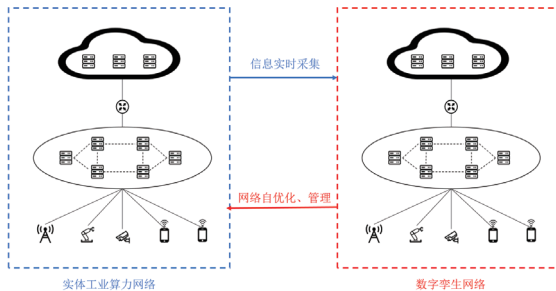 信息实时采集
网络自优化、管理
实体工业算力网络
数字孪生网络